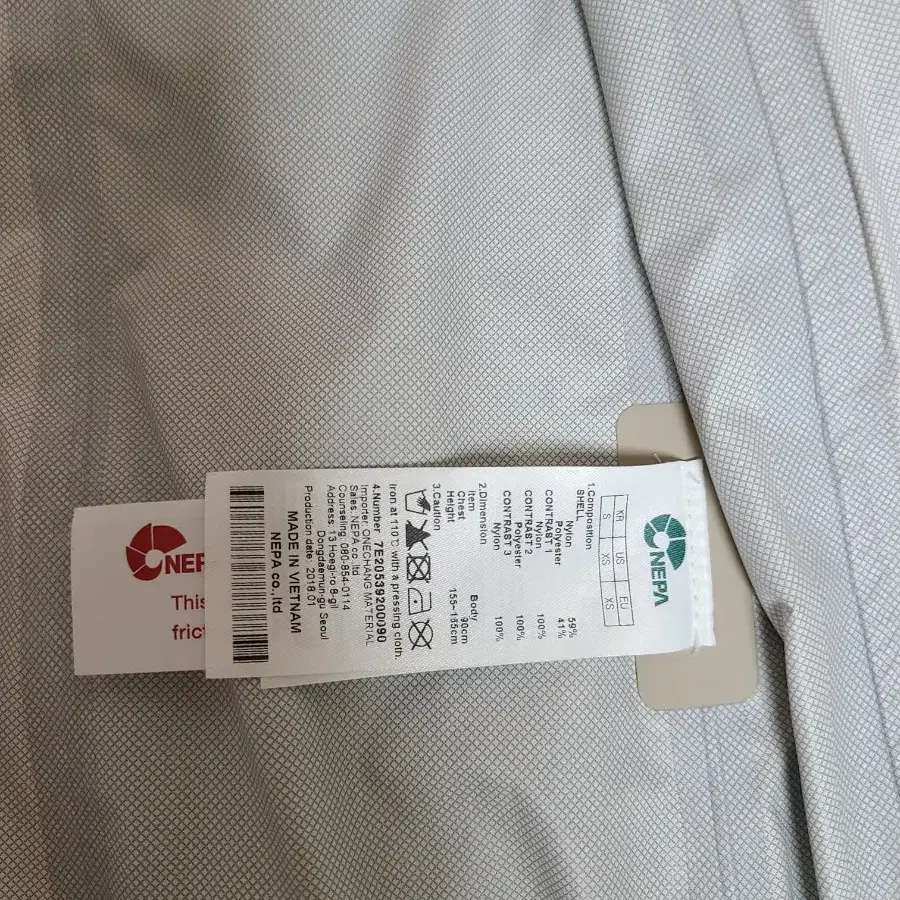 NEPA
KR US EU
S XS XS
1.Composition
SHELL
Nylon 59%
Polyester 41%
CONTRAST 1
Nylon 100%
CONTRAST 2
Polyester 100%
CONTRAST 3
Nylon 100%
2.Dimension
Item Body/
Chest 90cm
Height 155~165cm
3.Caution
Iron at 110℃ with a pressing cloth.
4.Number 7E20539200090
Importer:ONECHANG MATERIAL
Sales: NEPA co.,ltd
Counseling: 080-854-0114
Address: 13 Hoegi-ro 8-gil
Dongdaemun-gu Seoul
Production date: 2018.01
MADE IN VIETNAM
NEPA co.,ltd
NEP
This
frict